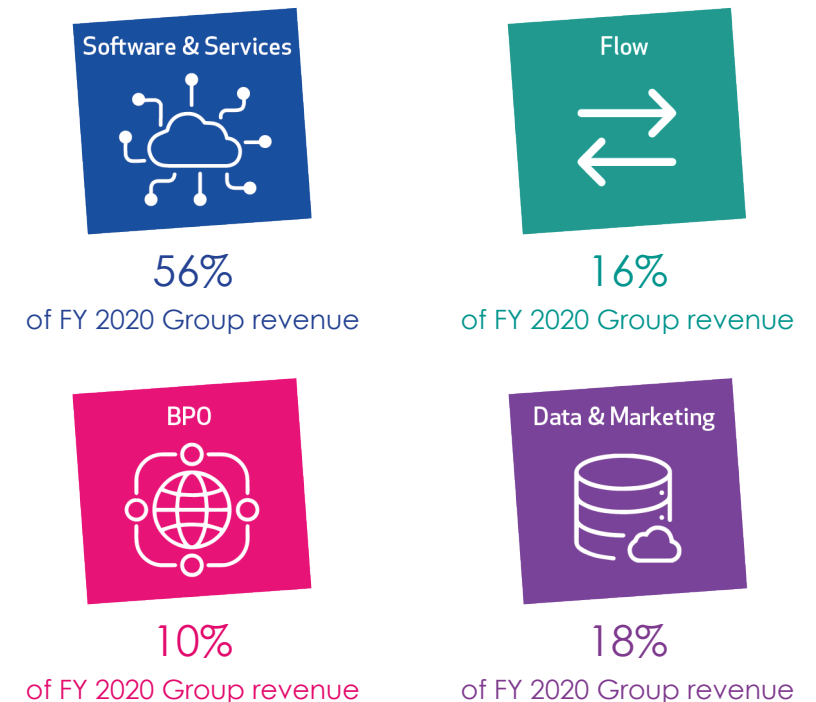 Software & Services
56%
of FY 2020 Group revenue
Flow
16%
of FY 2020 Group revenue
BPO
10%
of FY 2020 Group revenue
Data & Marketing
18%
of FY 2020 Group revenue